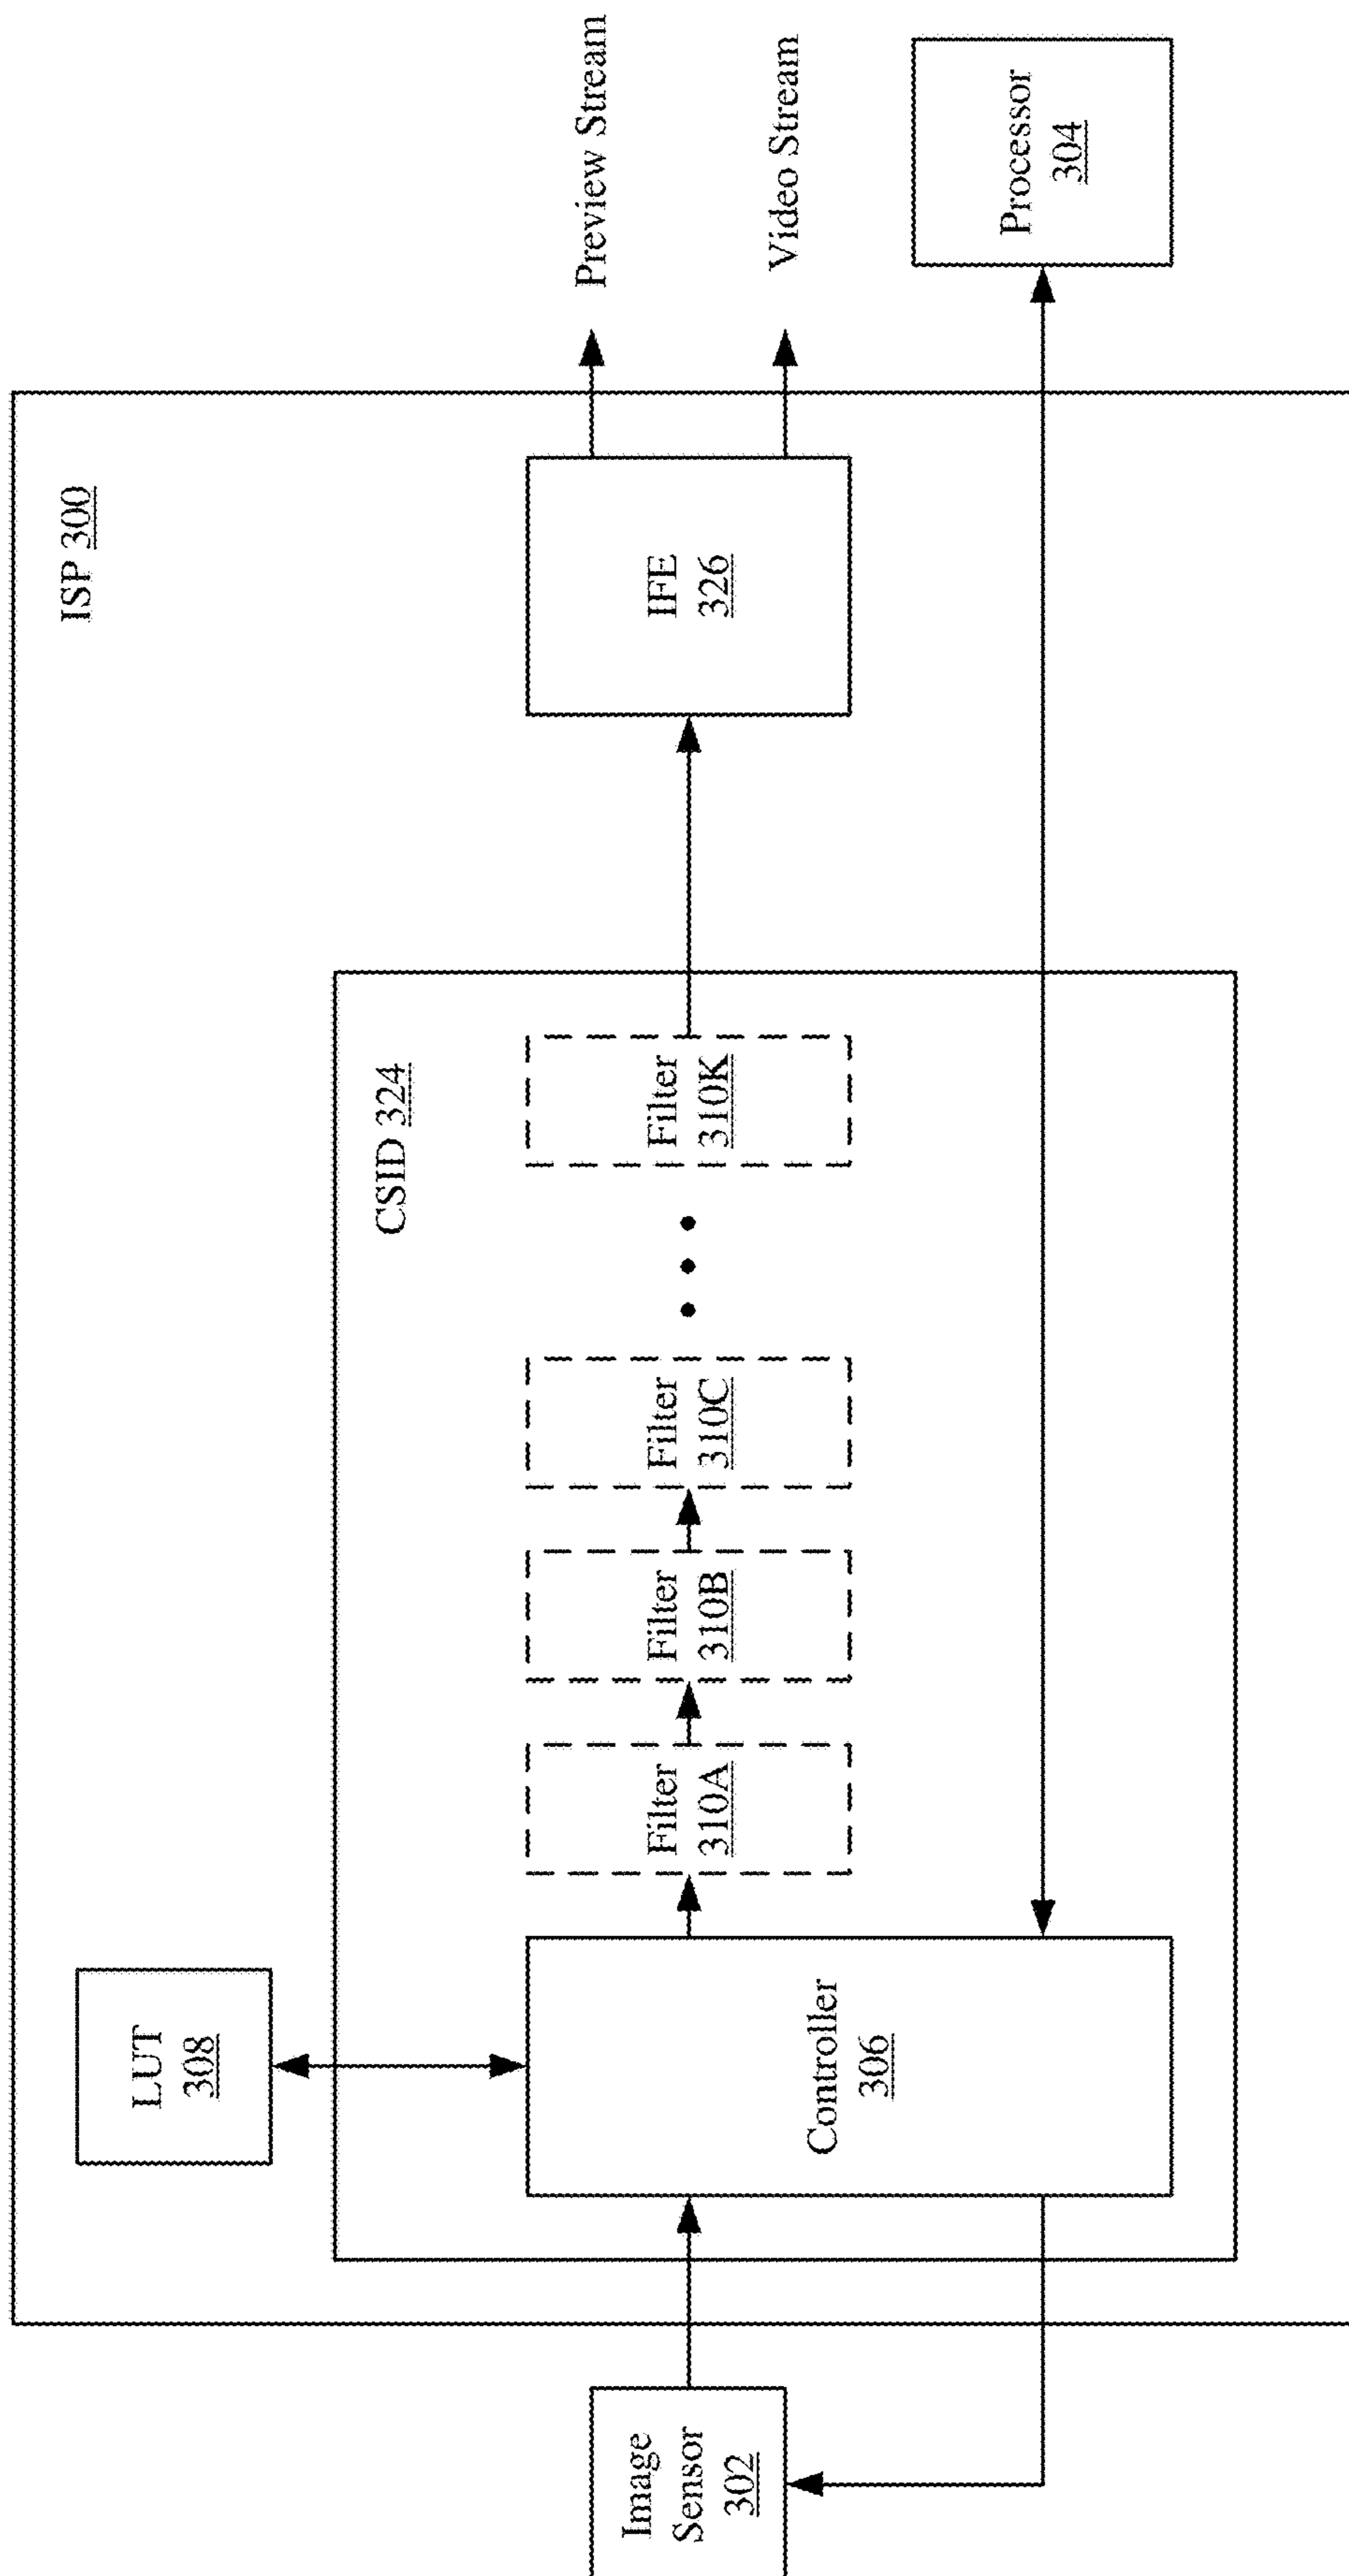 ISP 300
LUT
308
CSID 324
Image
Sensor
302
Controller
306
Filter
310A
Filter
310B
Filter
310C
Filter
310K
IFE
326
Preview Stream
Video Stream
Processor
304